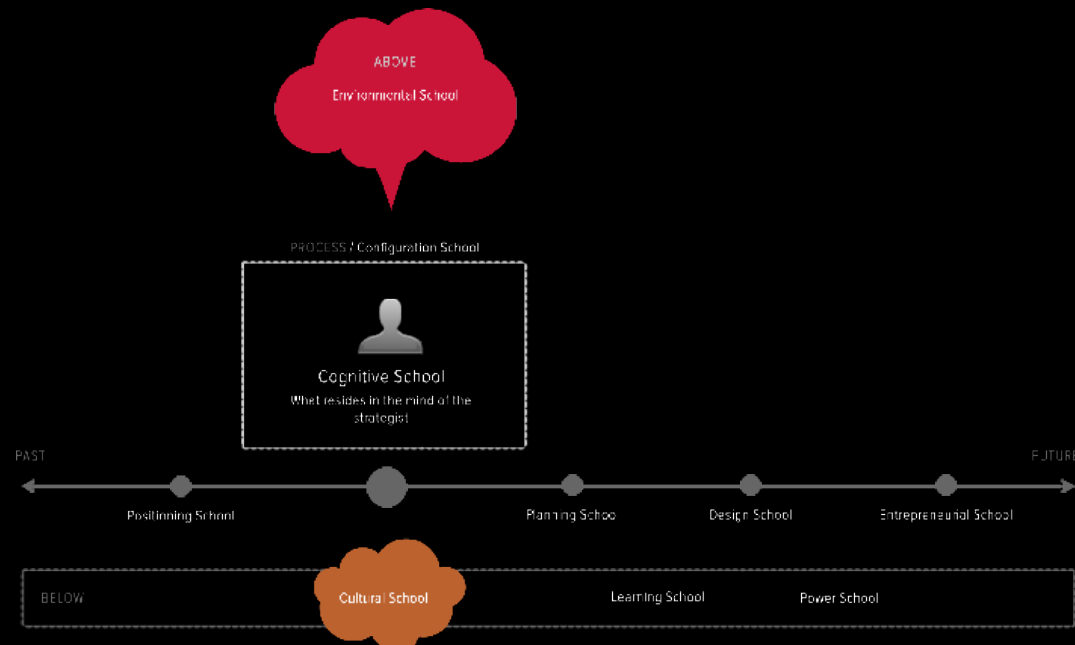 ABOVE
Environmental School
PROCESS / Configuration School
Cognitive School
What resides in the mind of the
strategist
PAST
FUTURE
Positioning School
Planning Schoo
Design School
Entrepreneurial School
BELOW
Cultural School
Learning School
Power School